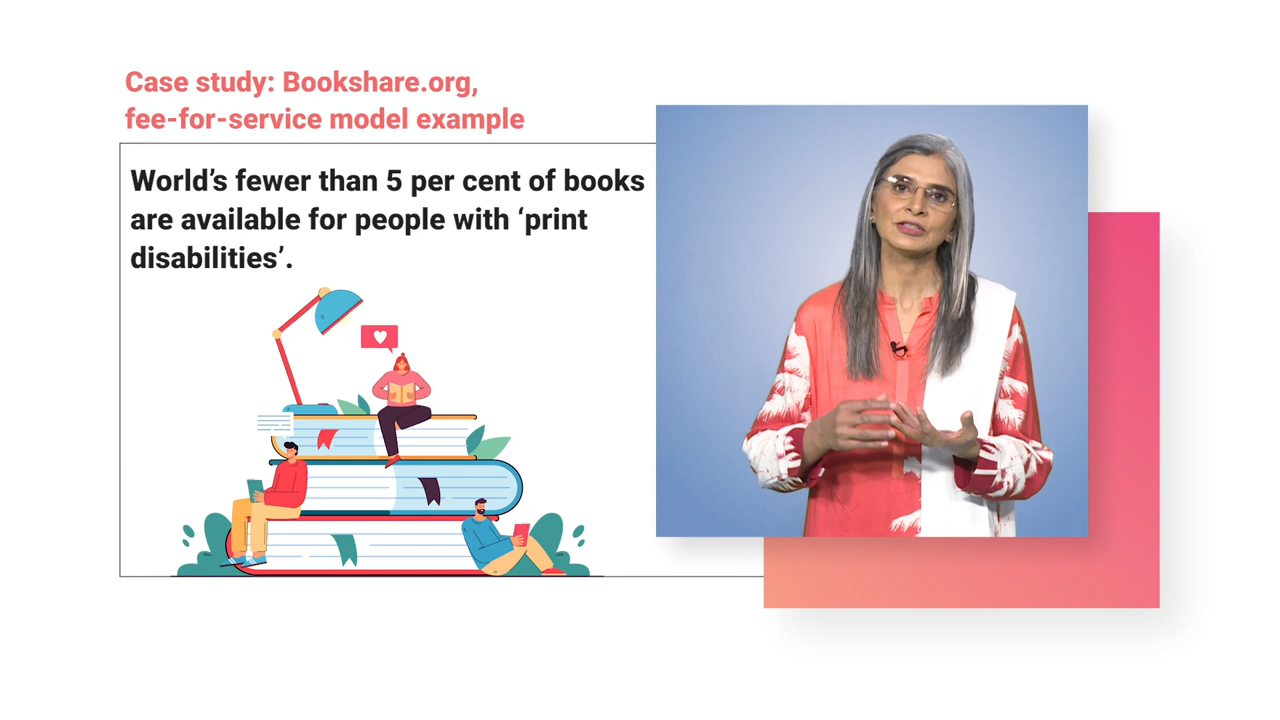 Case study: Bookshare.org,
fee-for-service model example
World’s fewer than 5 per cent of books
are available for people with ‘print
disabilities’.